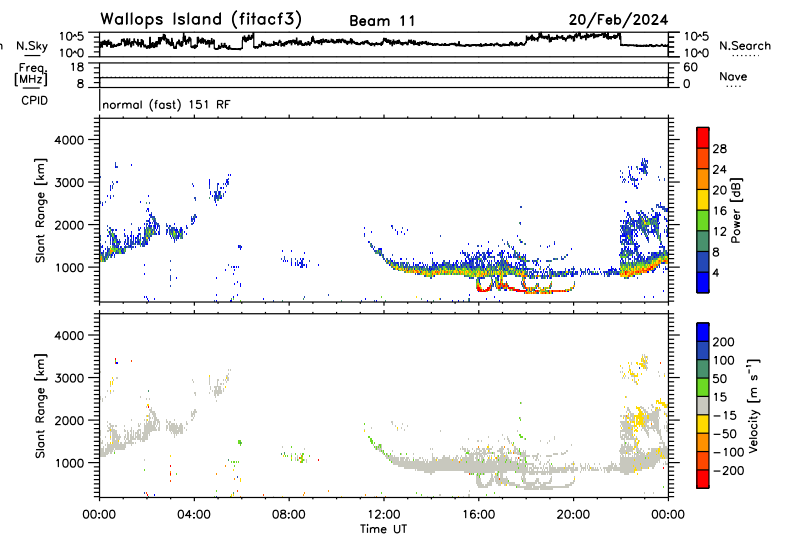 Wallops Island (fitacf3) Beam 11 20/Feb/2024
n N.Sky 10^5 10^0 10^5 10^0 N.Search
Freq. [MHz] 18 8 60 0 Nave
CPID normal (fast) 151 RF
Slant Range [km]
4000
3000
2000
1000
28
24
20
16
12
8
4
Power [dB]
Slant Range [km]
4000
3000
2000
1000
200
100
50
15
-15
-50
-100
-200
Velocity [m s⁻¹]
00:00 04:00 08:00 12:00 16:00 20:00 00:00
Time UT